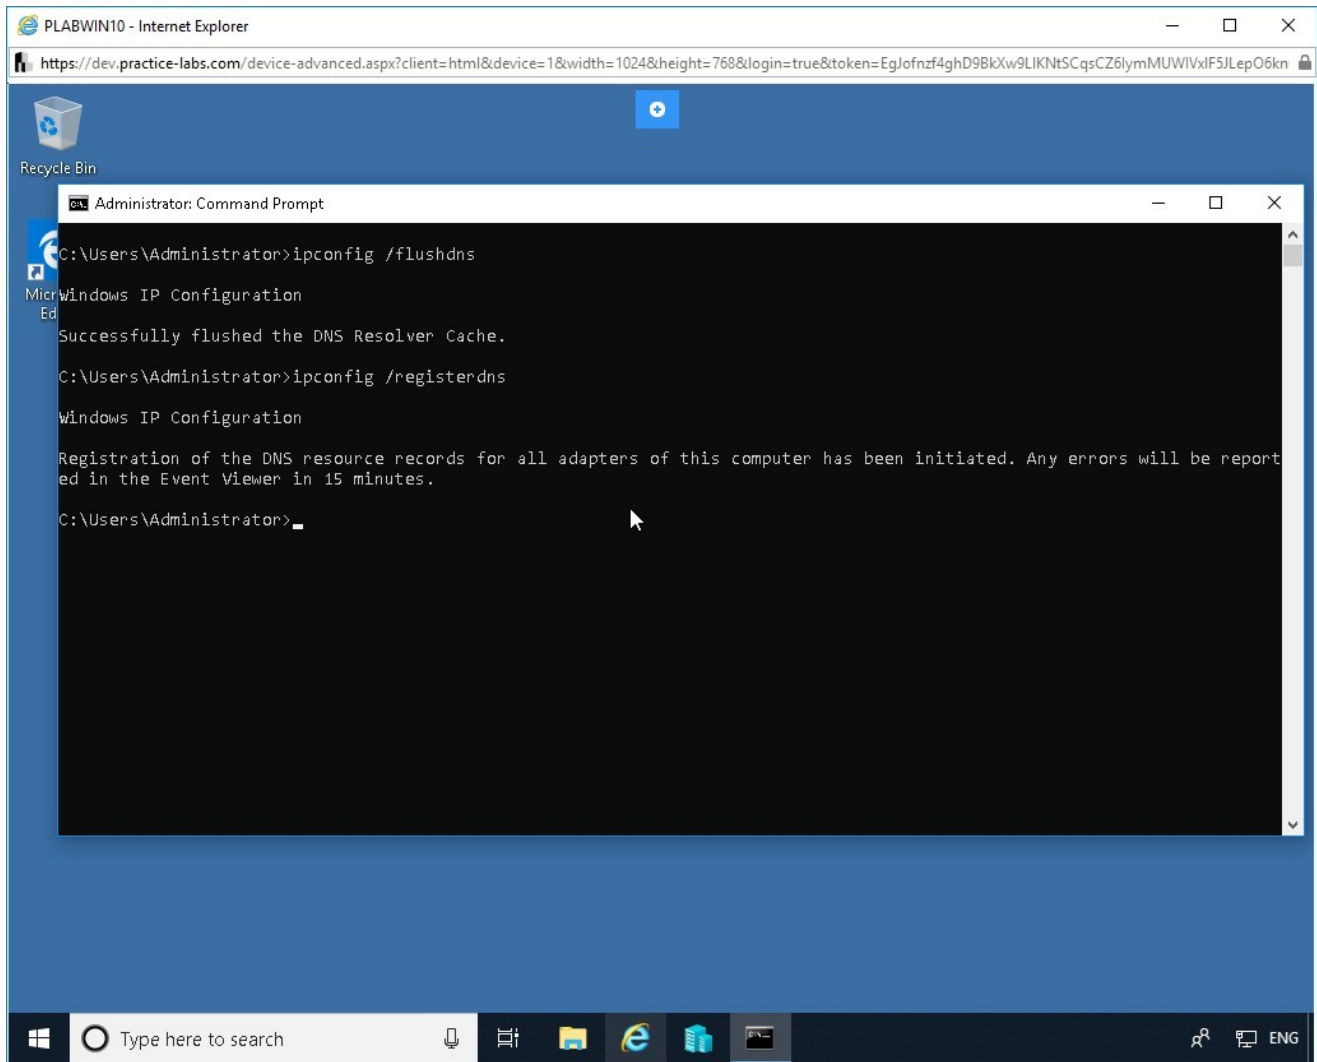 PLABWIN10 - Internet Explorer
https://dev.practice-labs.com/device-advanced.aspx?client=html&device=1&width=1024&height=768&login=true&token=EgJofnzf4ghD9BkXw9LIKNtSCqsCZ6lymMUWIVxlF5JLepO6kn
Recycle Bin
Administrator: Command Prompt
C:\Users\Administrator>ipconfig /flushdns
Micr
Windows IP Configuration
Ed
Successfully flushed the DNS Resolver Cache.
C:\Users\Administrator>ipconfig /registerdns
Windows IP Configuration
Registration of the DNS resource records for all adapters of this computer has been initiated. Any errors will be report
ed in the Event Viewer in 15 minutes.
C:\Users\Administrator>
Type here to search
ENG